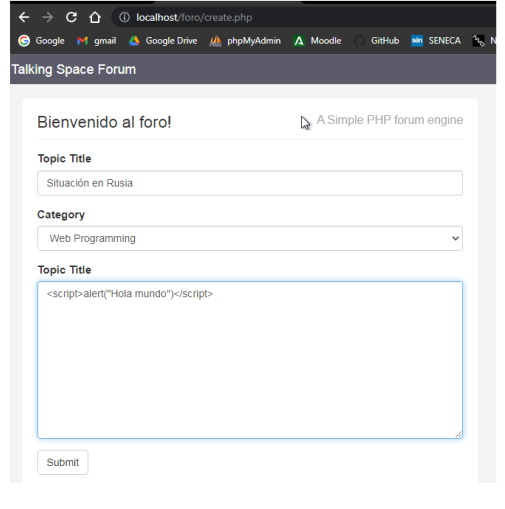 localhost/foro/create.php
Google gmail Google Drive phpMyAdmin Moodle GitHub SENECA N
Talking Space Forum
Bienvenido al foro!
A Simple PHP forum engine
Topic Title
Situación en Rusia
Category
Web Programming
Topic Title
<script>alert("Hola mundo")</script>
Submit